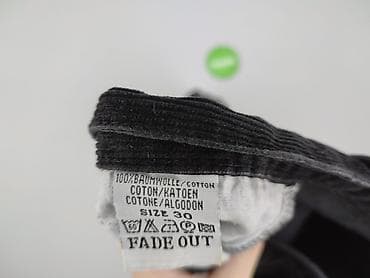 100%BAUMWOLLE/COTTON
COTON/KATOEN
COTONE/ALGODON
SIZE 30
FADE OUT